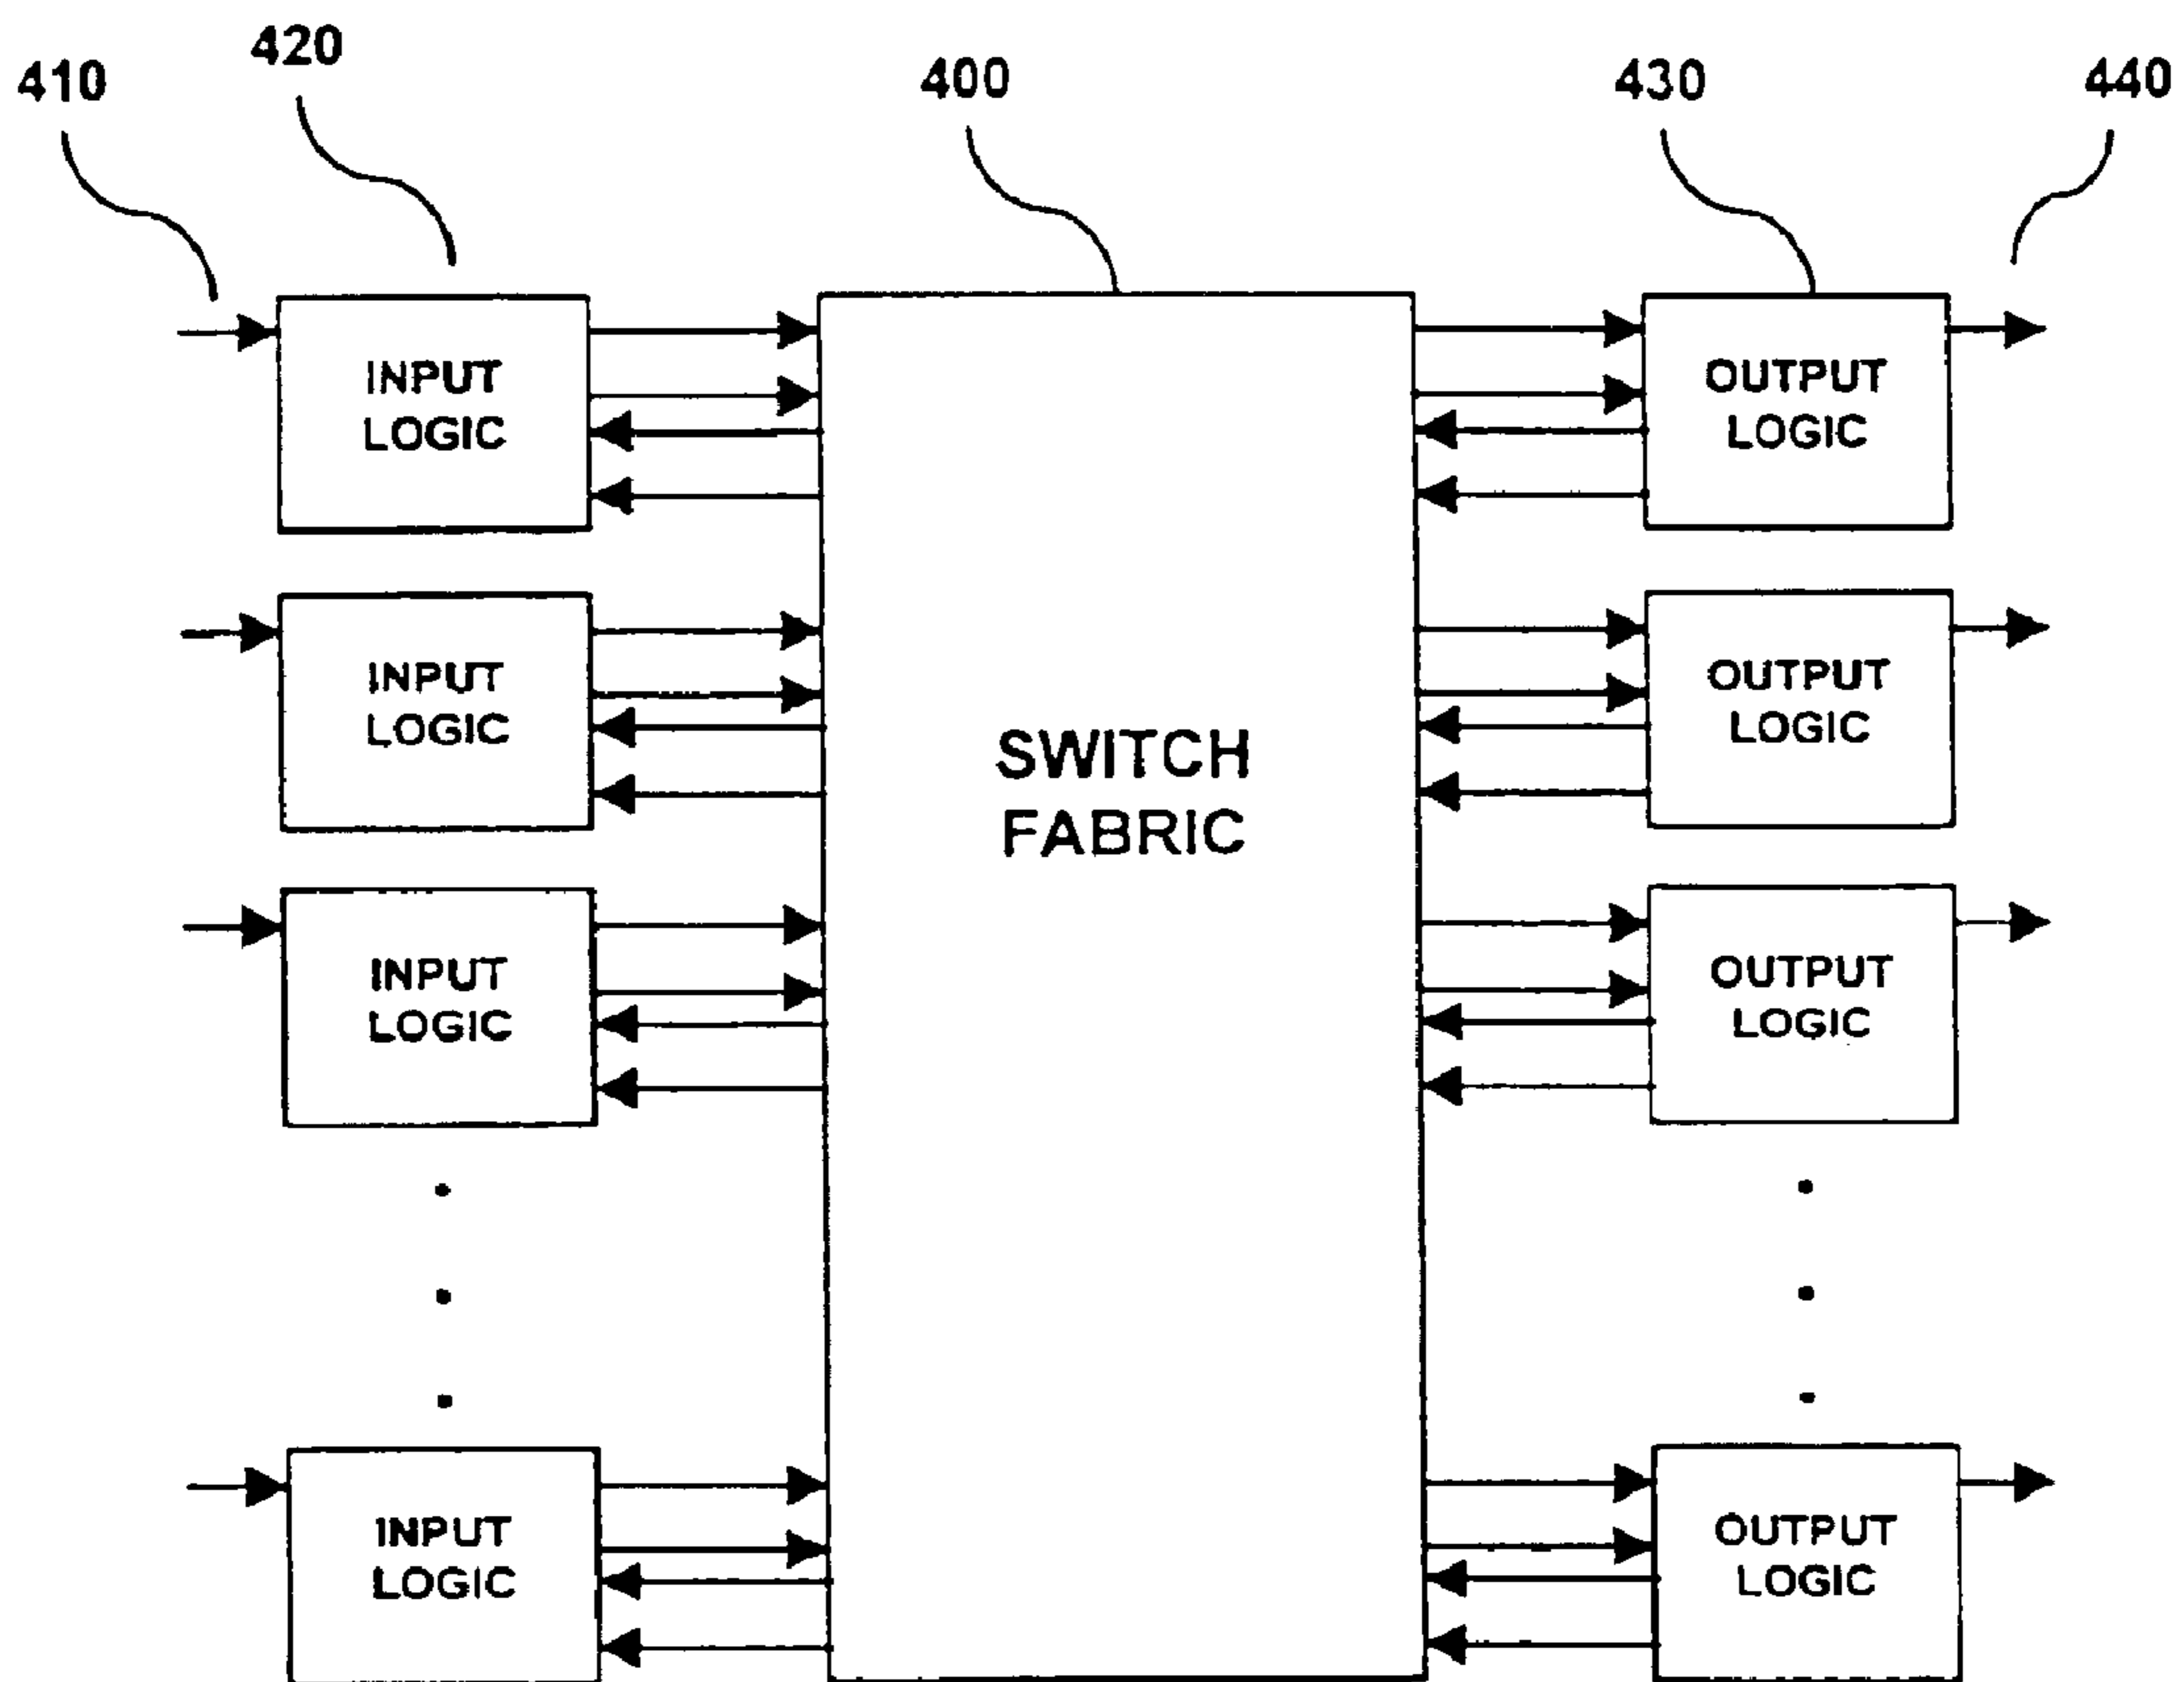 410
420
400
430
440
INPUT
LOGIC
OUTPUT
LOGIC
INPUT
LOGIC
OUTPUT
LOGIC
SWITCH
FABRIC
INPUT
LOGIC
OUTPUT
LOGIC
INPUT
LOGIC
OUTPUT
LOGIC